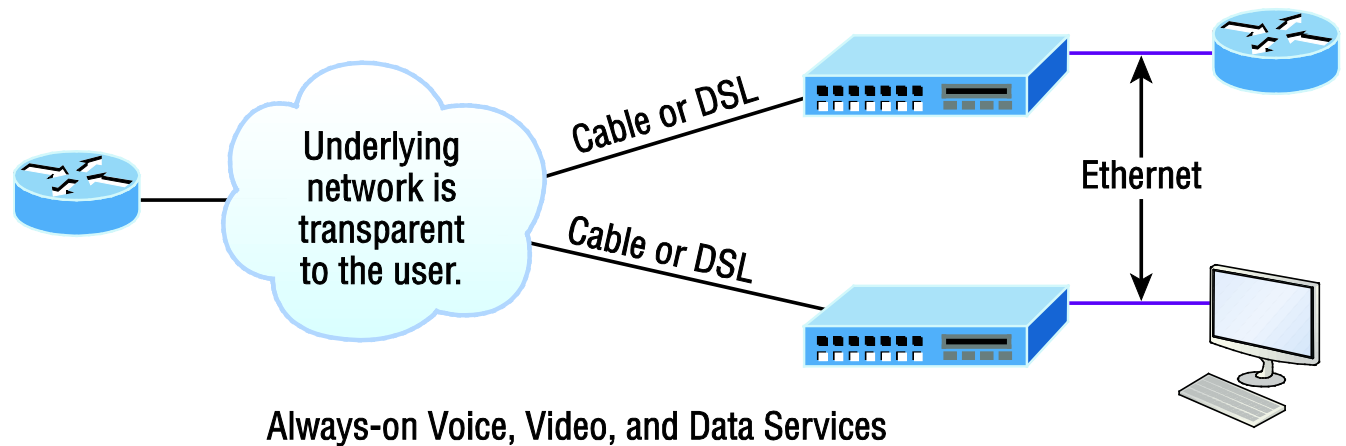 Underlying
network is
transparent
to the user.
Cable or DSL
Cable or DSL
Ethernet
Always-on Voice, Video, and Data Services